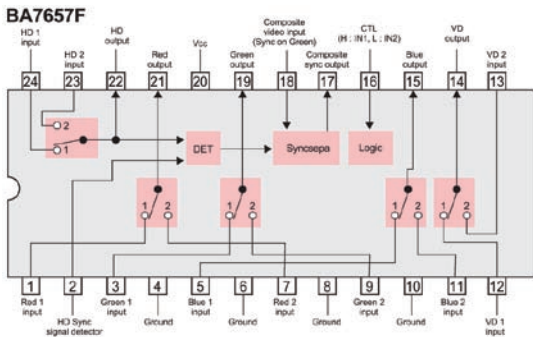 BA7657F
HD 1 input
HD 2 input
HD output
Red output
Vcc
Green output
Composite video input (Sync on Green)
Composite sync output
CTL (H : IN1, L : IN2)
Blue output
VD output
VD 2 input
24 23 22 21 20 19 18 17 16 15 14 13
2
1
DET
Syncsepa
Logic
1 2
1 2
1 2
1 2
1 2 3 4 5 6 7 8 9 10 11 12
Red 1 input
HD Sync signal detector
Green 1 input
Ground
Blue 1 input
Ground
Red 2 input
Ground
Green 2 input
Ground
Blue 2 input
VD 1 input